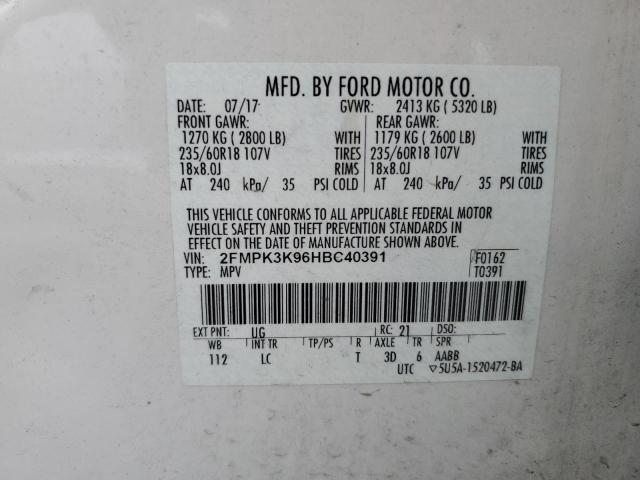 MFD. BY FORD MOTOR CO.
DATE: 07/17 GVWR: 2413 KG ( 5320 LB)
FRONT GAWR: REAR GAWR:
1270 KG ( 2800 LB) WITH 1179 KG ( 2600 LB) WITH
235/60R18 107V TIRES 235/60R18 107V TIRES
18x8.0J RIMS 18x8.0J RIMS
AT 240 kPa/ 35 PSI COLD AT 240 kPa/ 35 PSI COLD
THIS VEHICLE CONFORMS TO ALL APPLICABLE FEDERAL MOTOR
VEHICLE SAFETY AND THEFT PREVENTION STANDARDS IN
EFFECT ON THE DATE OF MANUFACTURE SHOWN ABOVE.
VIN: 2FMPK3K96HBC40391 F0162
TYPE: MPV T0391
EXT PNT: UG RC: 21 DSO:
WB INT TR TP/PS R AXLE TR SPR
112 LC T 3D 6 AABB
UTC ▽5U5A-1520472-BA